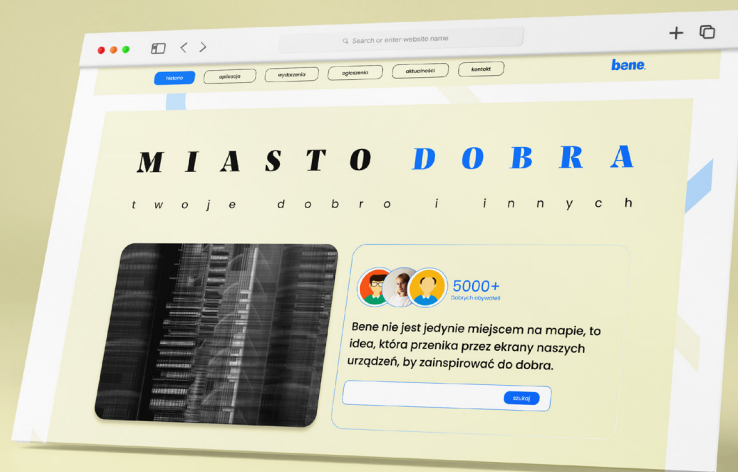 Search or enter website name
historia
aplikacja
wydarzenia
ogłoszenia
aktualności
kontakt
bene.
MIASTO DOBRA
twoje dobro i innych
5000+
Dobrych obywateli
Bene nie jest jedynie miejscem na mapie, to
idea, która przenika przez ekrany naszych
urządzeń, by zainspirować do dobra.
szukaj